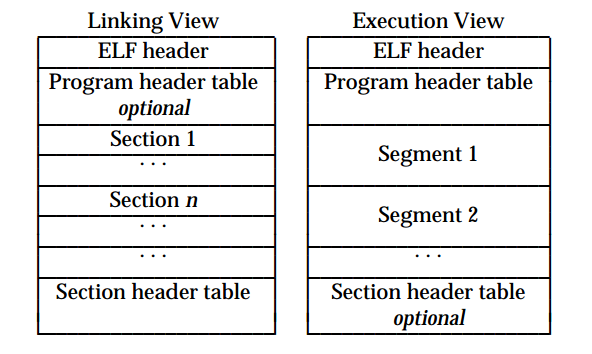 Linking View
ELF header
Program header table
optional
Section 1
. . .
Section n
. . .
. . .
Section header table
Execution View
ELF header
Program header table
Segment 1
Segment 2
. . .
Section header table
optional